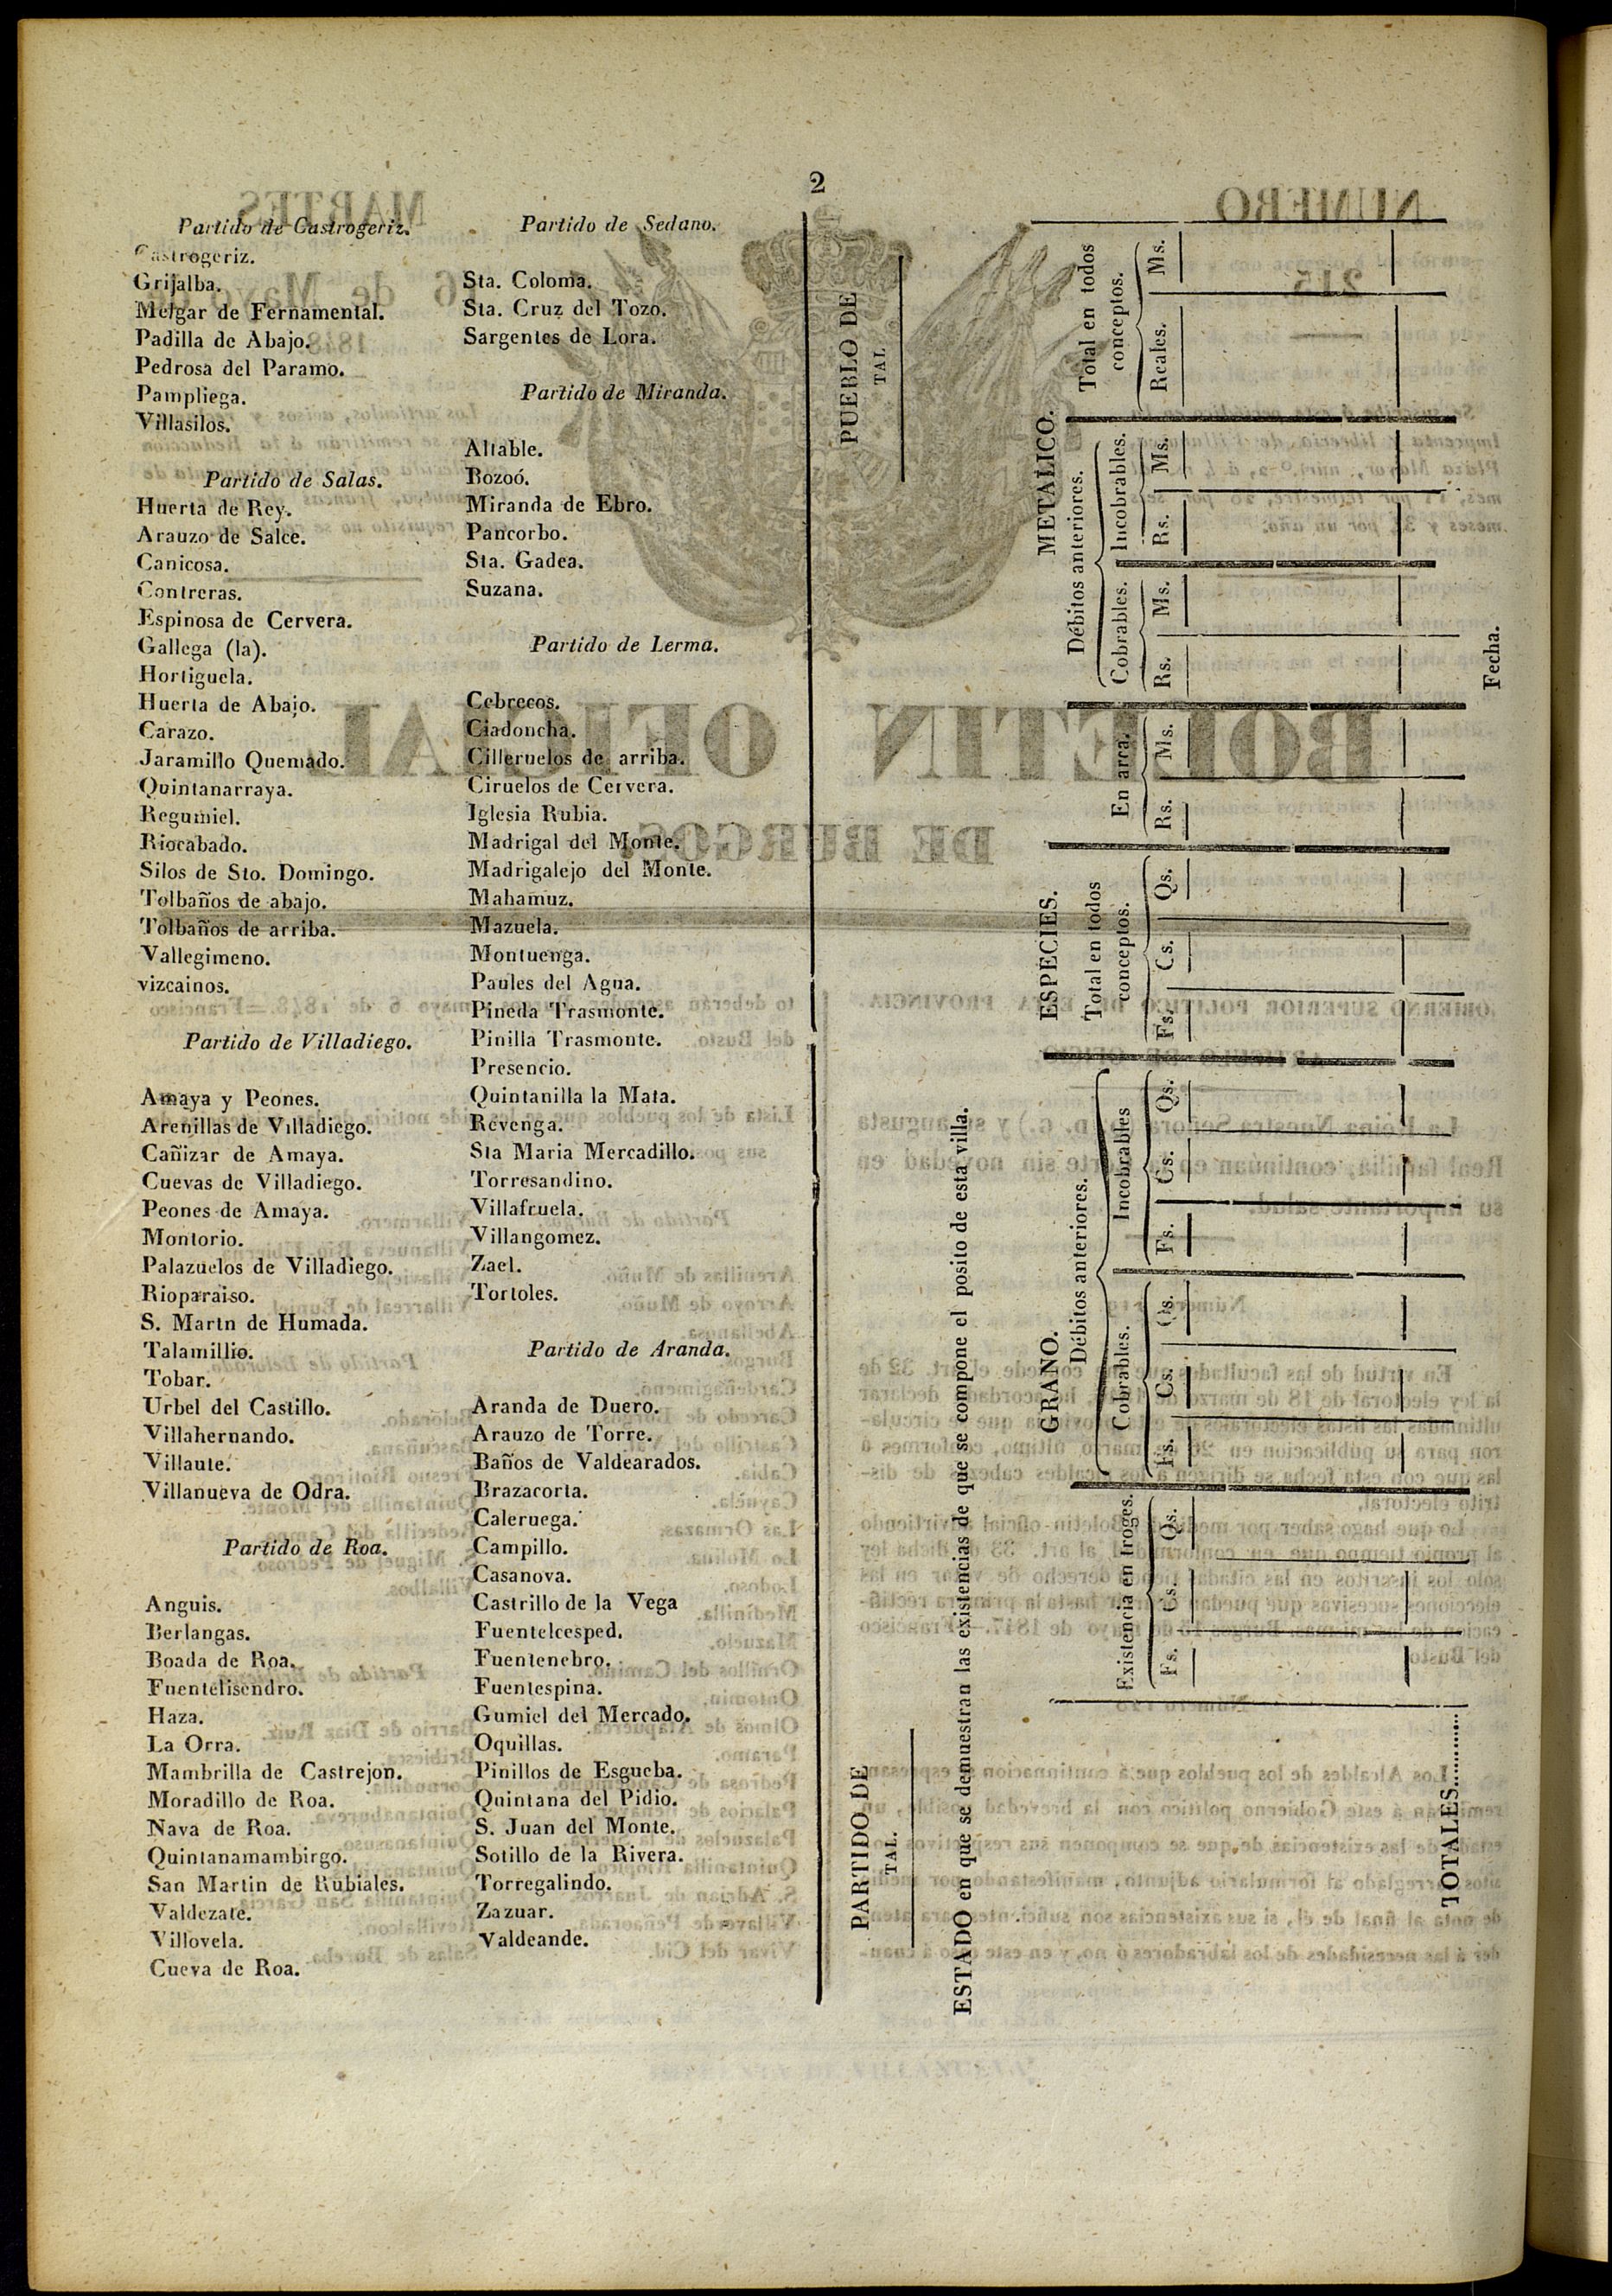 2
Partido de Castrogeriz.
Castrogeriz.
Grijalba.
Melgar de Fernamental.
Padilla de Abajo.
Pedrosa del Paramo.
Pampliega.
Villasilos.
Partido de Salas.
Huerta de Rey.
Arauzo de Salce.
Canicosa.
Contreras.
Espinosa de Cervera.
Gallega (la).
Hortiguela.
Huerta de Abajo.
Carazo.
Jaramillo Quemado.
Quintanarraya.
Regumiel.
Riocabado.
Silos de Sto. Domingo.
Tolbaños de abajo.
Tolbaños de arriba.
Vallegimeno.
vizcainos.
Partido de Villadiego.
Amaya y Peones.
Arenillas de Villadiego.
Cañizar de Amaya.
Cuevas de Villadiego.
Peones de Amaya.
Montorio.
Palazuelos de Villadiego.
Rioparaiso.
S. Martn de Humada.
Talamillio.
Tobar.
Urbel del Castillo.
Villahernando.
Villaute.
Villanueva de Odra.
Partido de Roa.
Anguis.
Berlangas.
Boada de Roa.
Fuentelisendro.
Haza.
La Orra.
Mambrilla de Castrejon.
Moradillo de Roa.
Nava de Roa.
Quintanamambirgo.
San Martin de Rubiales.
Valdezate.
Villovela.
Cueva de Roa.
Partido de Sedano.
Sta. Coloma.
Sta. Cruz del Tozo.
Sargentes de Lora.
Partido de Miranda.
Altable.
Bozoó.
Miranda de Ebro.
Pancorbo.
Sta. Gadea.
Suzana.
Partido de Lerma.
Cebrecos.
Ciadoncha.
Cilleruelos de arriba.
Ciruelos de Cervera.
Iglesia Rubia.
Madrigal del Monte.
Madrigalejo del Monte.
Mahamuz.
Mazuela.
Montuenga.
Paules del Agua.
Pineda Trasmonte.
Pinilla Trasmonte.
Presencio.
Quintanilla la Mata.
Revenga.
Sta Maria Mercadillo.
Torresandino.
Villafruela.
Villangomez.
Zael.
Tortoles.
Partido de Aranda.
Aranda de Duero.
Arauzo de Torre.
Baños de Valdearados.
Brazacorta.
Caleruega.
Campillo.
Casanova.
Castrillo de la Vega
Fuentelcesped.
Fuentenebro.
Fuentespina.
Gumiel del Mercado.
Oquillas.
Pinillos de Esgueba.
Quintana del Pidio.
S. Juan del Monte.
Sotillo de la Rivera.
Torregalindo.
Zazuar.
Valdeande.
PARTIDO DE
TAL.
PUEBLO DE
TAL
ESTADO en que se demuestran las existencias de que se compone el posito de esta villa.
GRANO. ESPECIES. METALICO.
Débitos anteriores. Total en todos conceptos. Débitos anteriores. Total en todos conceptos.
Existencia en troges. Cobrables. Incobrables En arca. Cobrables. Incobrables.
Fs. Cs. Qs. Fs. Cs. Qs. Fs. Cs. Qs. Fs. Cs. Qs. Rs. Ms. Rs. Ms. Rs. Ms. Reales. Ms.
TOTALES............
Fecha.